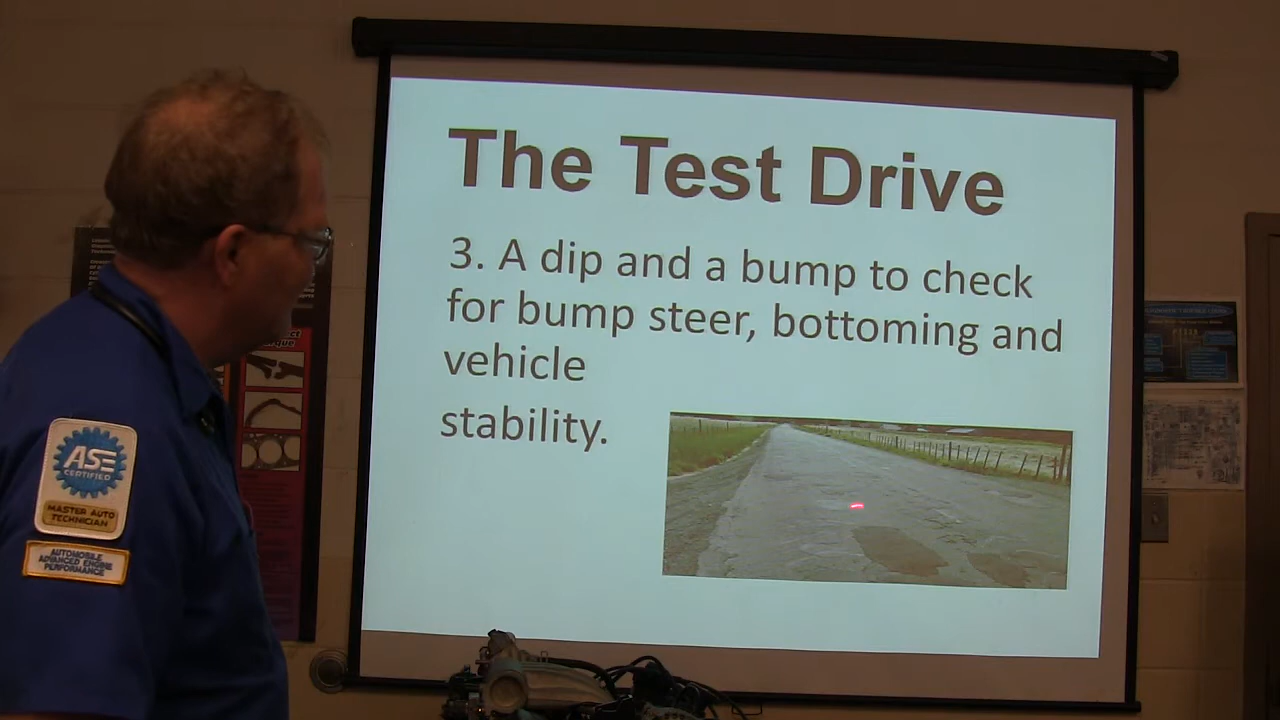 The Test Drive
3. A dip and a bump to check
for bump steer, bottoming and
vehicle
stability.
ASE
CERTIFIED
MASTER AUTO
TECHNICIAN
AUTOMOBILE
ADVANCED ENGINE
PERFORMANCE